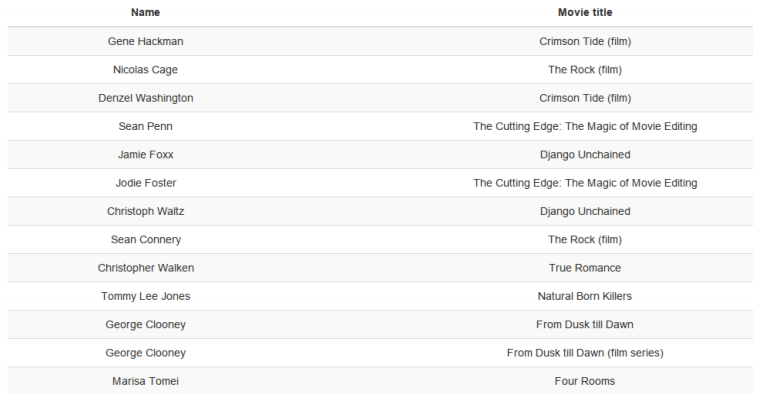 Name Movie title
Gene Hackman Crimson Tide (film)
Nicolas Cage The Rock (film)
Denzel Washington Crimson Tide (film)
Sean Penn The Cutting Edge: The Magic of Movie Editing
Jamie Foxx Django Unchained
Jodie Foster The Cutting Edge: The Magic of Movie Editing
Christoph Waltz Django Unchained
Sean Connery The Rock (film)
Christopher Walken True Romance
Tommy Lee Jones Natural Born Killers
George Clooney From Dusk till Dawn
George Clooney From Dusk till Dawn (film series)
Marisa Tomei Four Rooms